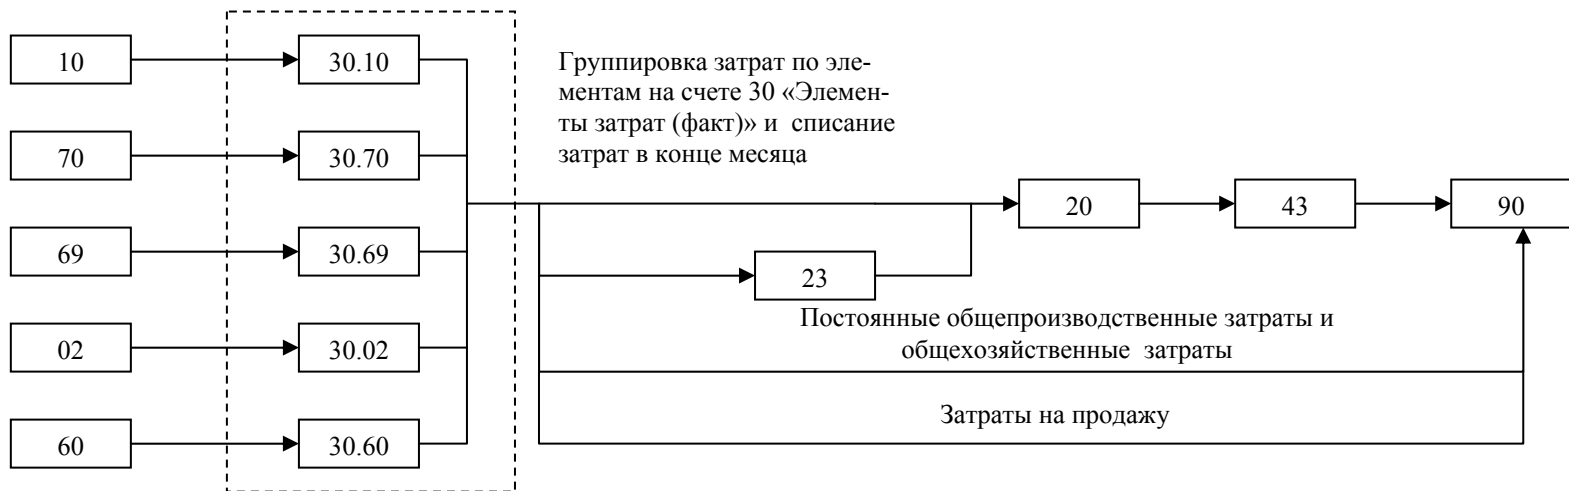 10
30.10
Группировка затрат по эле-
ментам на счете 30 «Элемен-
ты затрат (факт)» и списание
затрат в конце месяца
70
30.70
20
43
90
69
30.69
23
Постоянные общепроизводственные затраты и
общехозяйственные затраты
02
30.02
Затраты на продажу
60
30.60